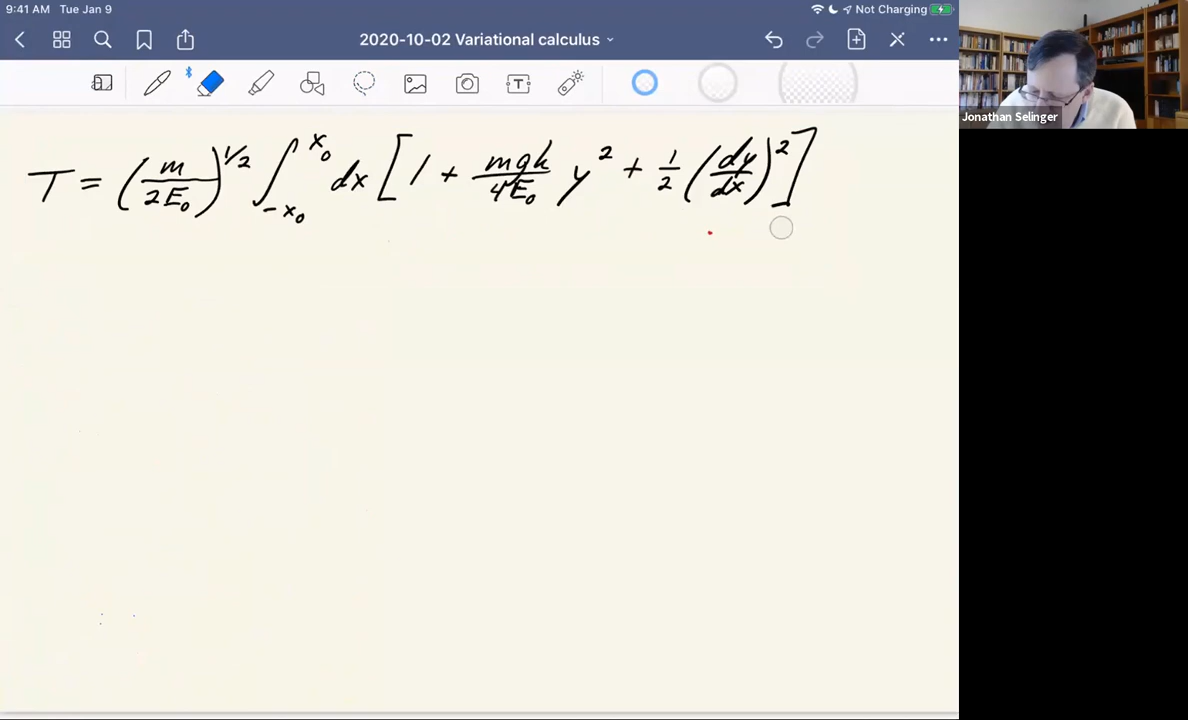 9:41 AM Tue Jan 9
Not Charging
2020-10-02 Variational calculus
T
Jonathan Selinger
T = (m/2E₀)^1/2 ∫_{-x₀}^{x₀} dx [1 + mgk/4E₀ y² + 1/2 (dy/dx)²]